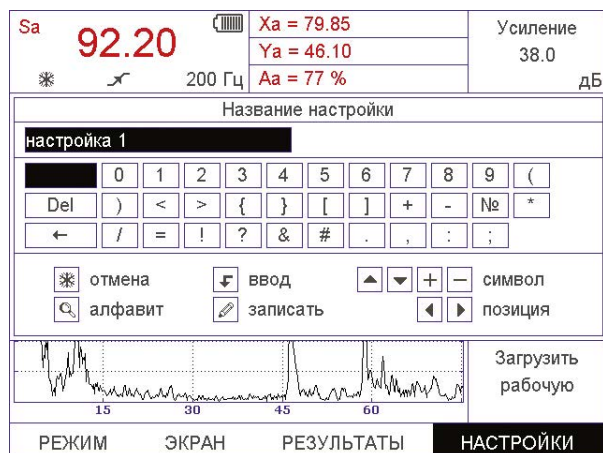 Sa 92.20 200 Гц
Xa = 79.85
Ya = 46.10
Aa = 77 %
Усиление
38.0
дБ
Название настройки
настройка 1
0 1 2 3 4 5 6 7 8 9 (
Del ) < > { } [ ] + - № *
← / = ! ? & # . , : ;
отмена ввод + − символ
алфавит записать позиция
15 30 45 60
Загрузить
рабочую
РЕЖИМ ЭКРАН РЕЗУЛЬТАТЫ НАСТРОЙКИ